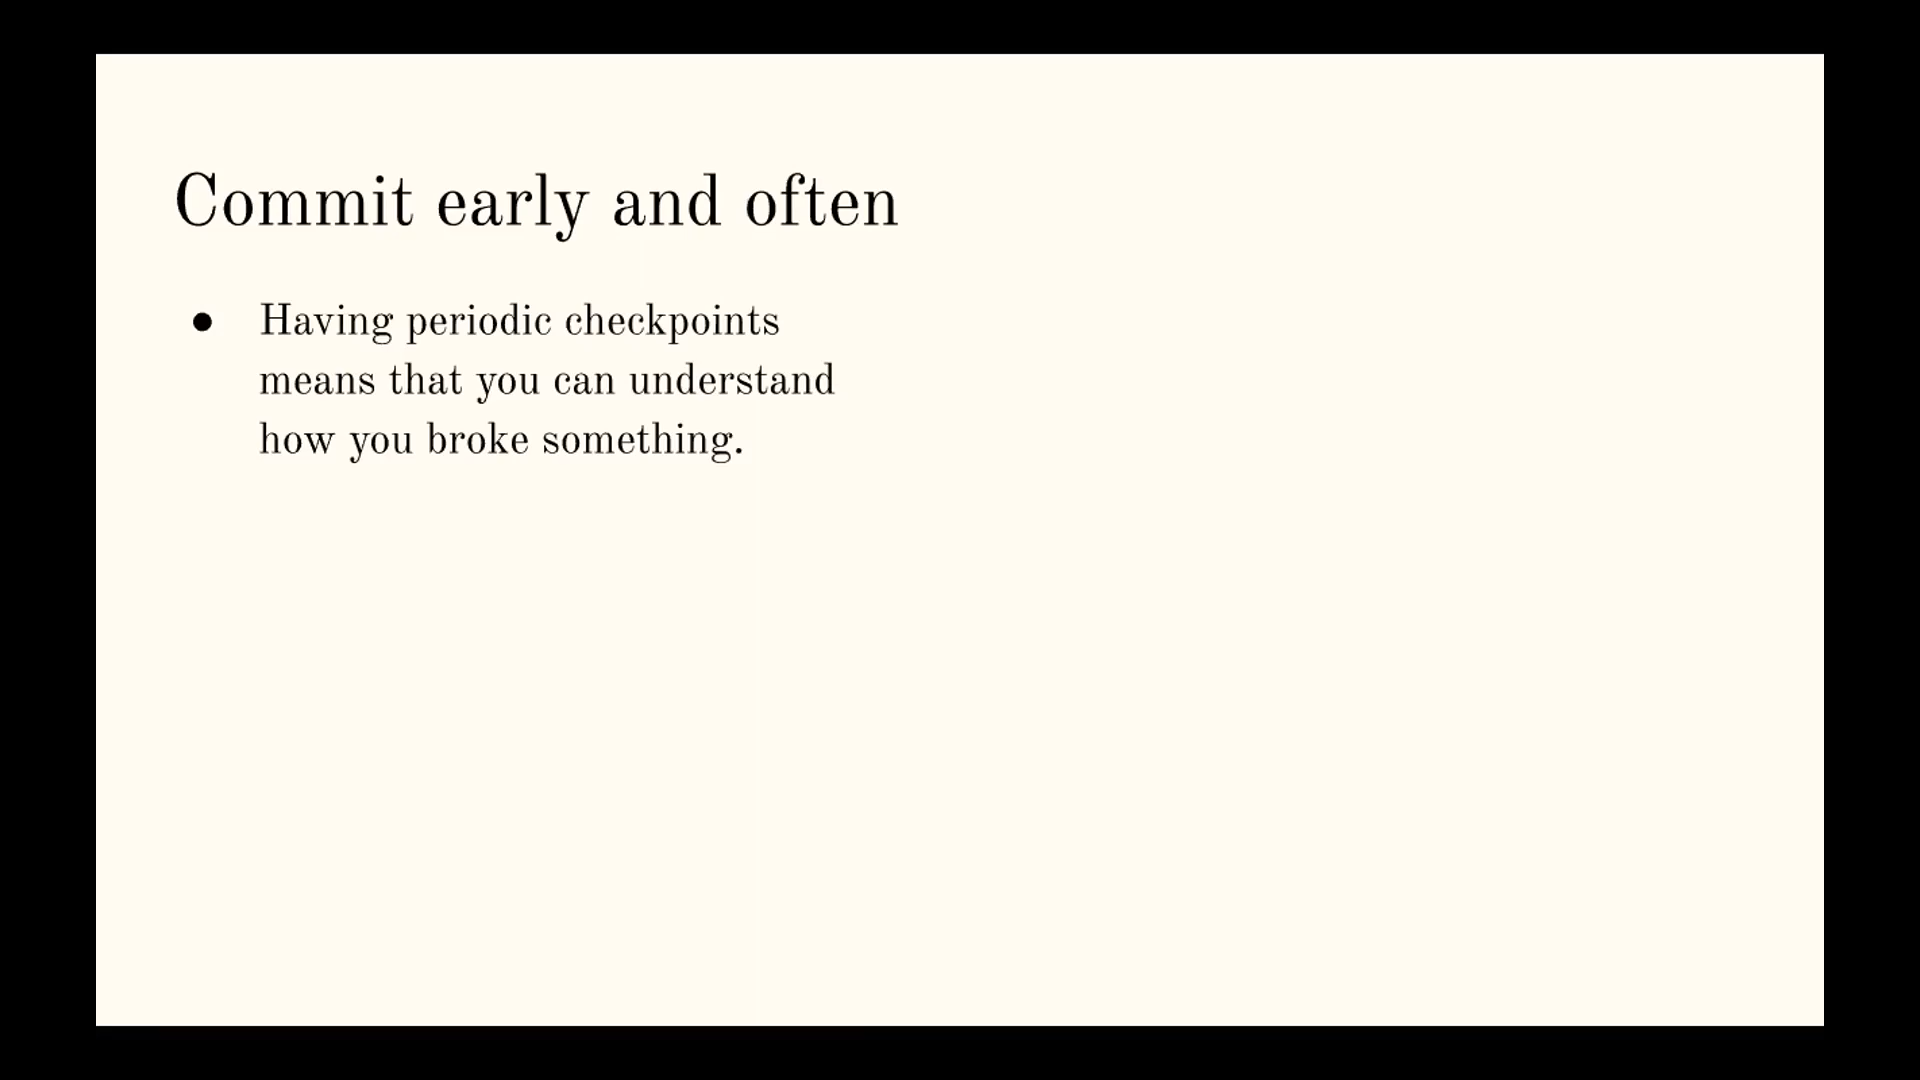 Commit early and often
● Having periodic checkpoints
means that you can understand
how you broke something.